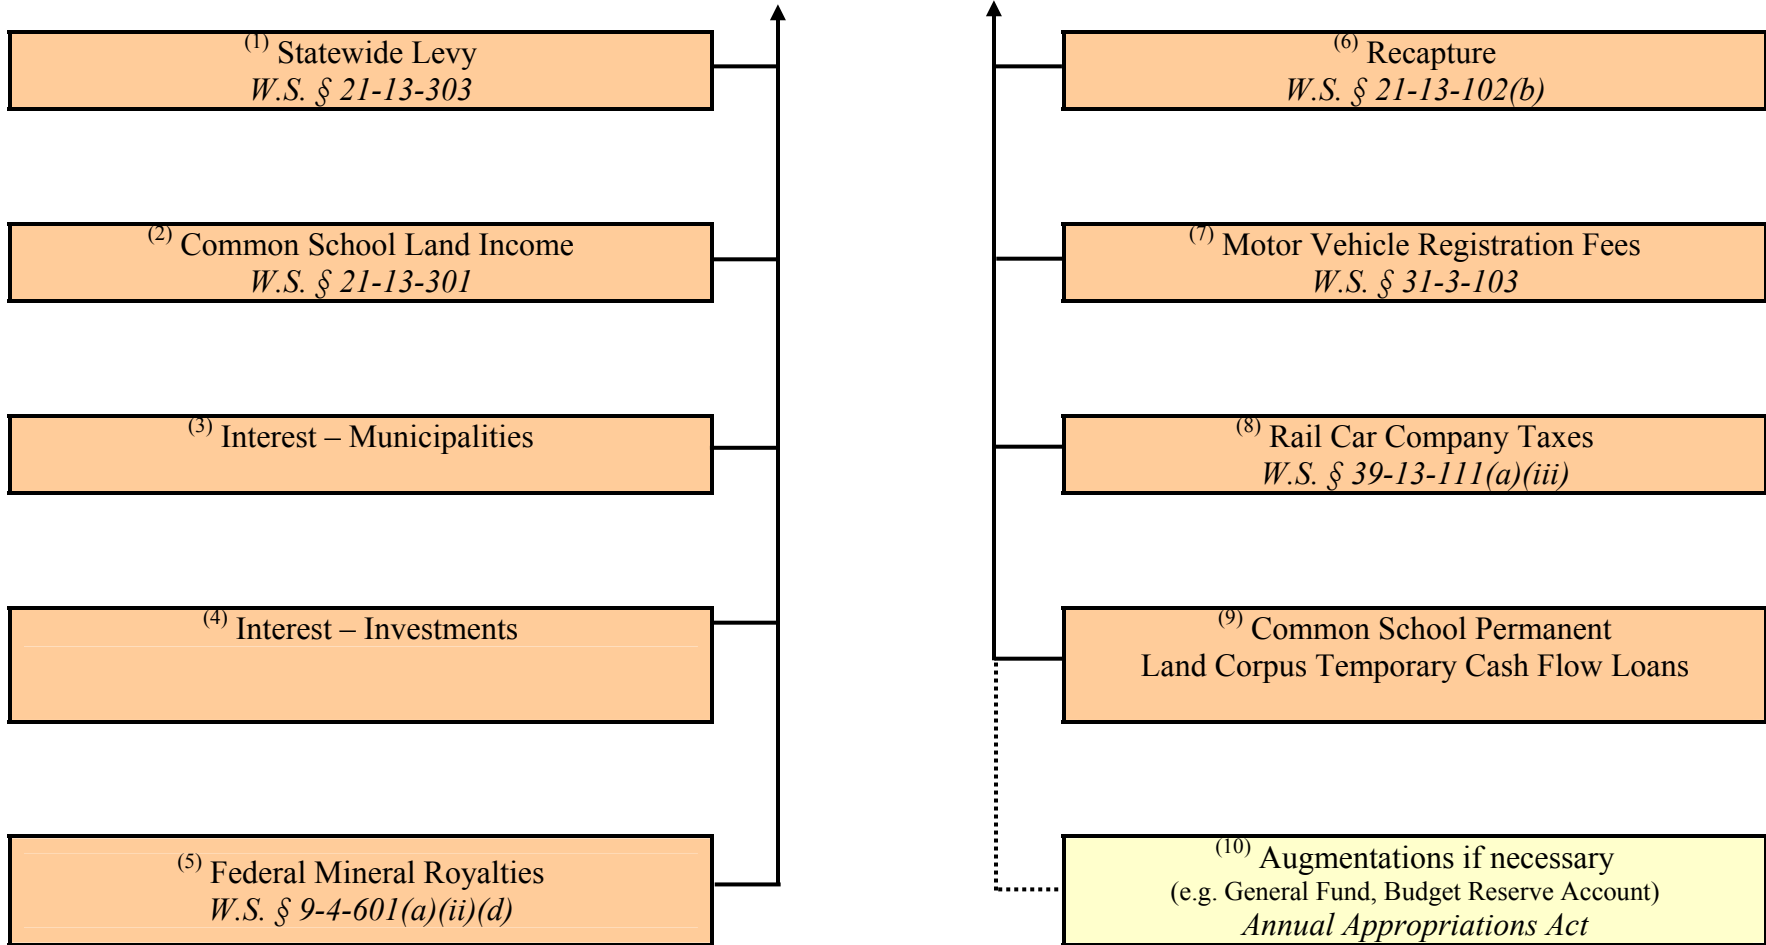 (1) Statewide Levy
W.S. § 21-13-303
(2) Common School Land Income
W.S. § 21-13-301
(3) Interest – Municipalities
(4) Interest – Investments
(5) Federal Mineral Royalties
W.S. § 9-4-601(a)(ii)(d)
(6) Recapture
W.S. § 21-13-102(b)
(7) Motor Vehicle Registration Fees
W.S. § 31-3-103
(8) Rail Car Company Taxes
W.S. § 39-13-111(a)(iii)
(9) Common School Permanent
Land Corpus Temporary Cash Flow Loans
(10) Augmentations if necessary
(e.g. General Fund, Budget Reserve Account)
Annual Appropriations Act